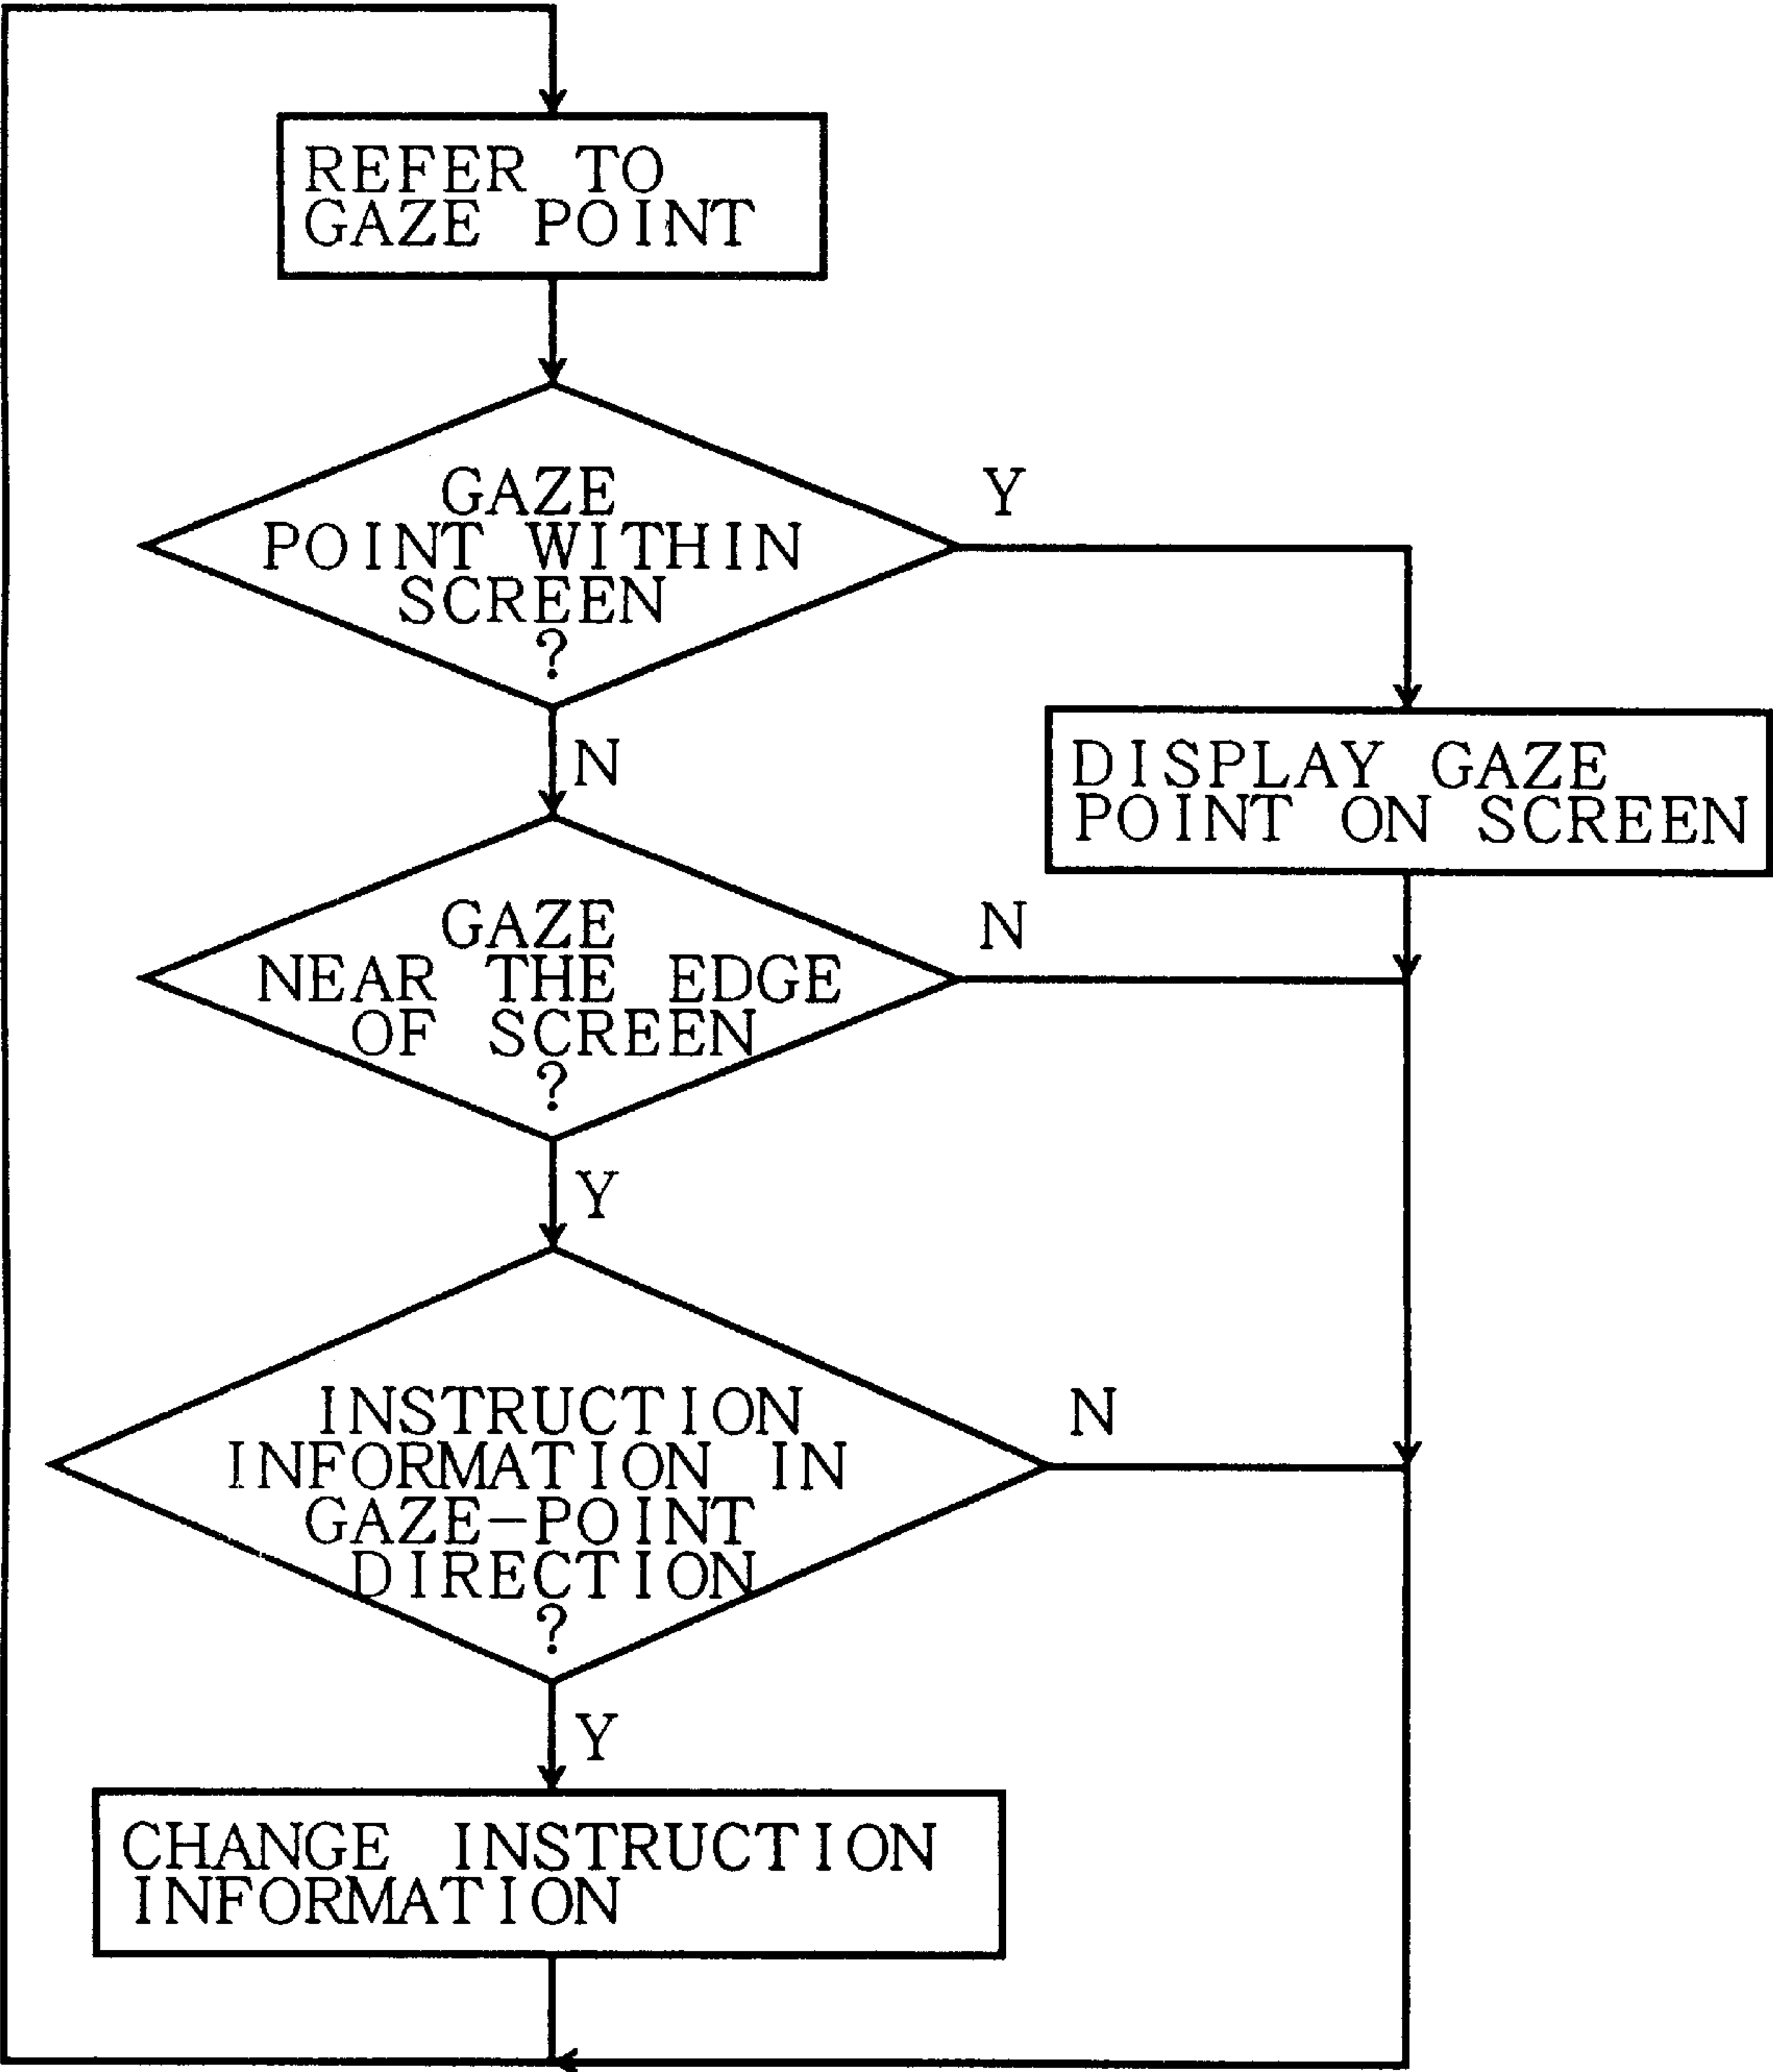 REFER TO
GAZE POINT
GAZE
POINT WITHIN
SCREEN
?
Y
N
DISPLAY GAZE
POINT ON SCREEN
GAZE
NEAR THE EDGE
OF SCREEN
?
N
Y
INSTRUCTION
INFORMATION IN
GAZE-POINT
DIRECTION
?
N
Y
CHANGE INSTRUCTION
INFORMATION